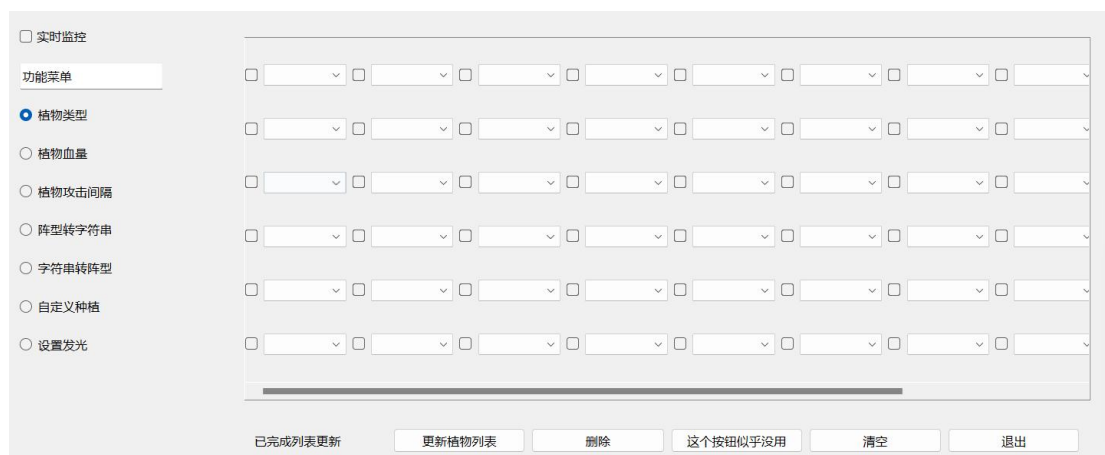 实时监控
功能菜单
植物类型
植物血量
植物攻击间隔
阵型转字符串
字符串转阵型
自定义种植
设置发光
已完成列表更新 更新植物列表 删除 这个按钮似乎没用 清空 退出